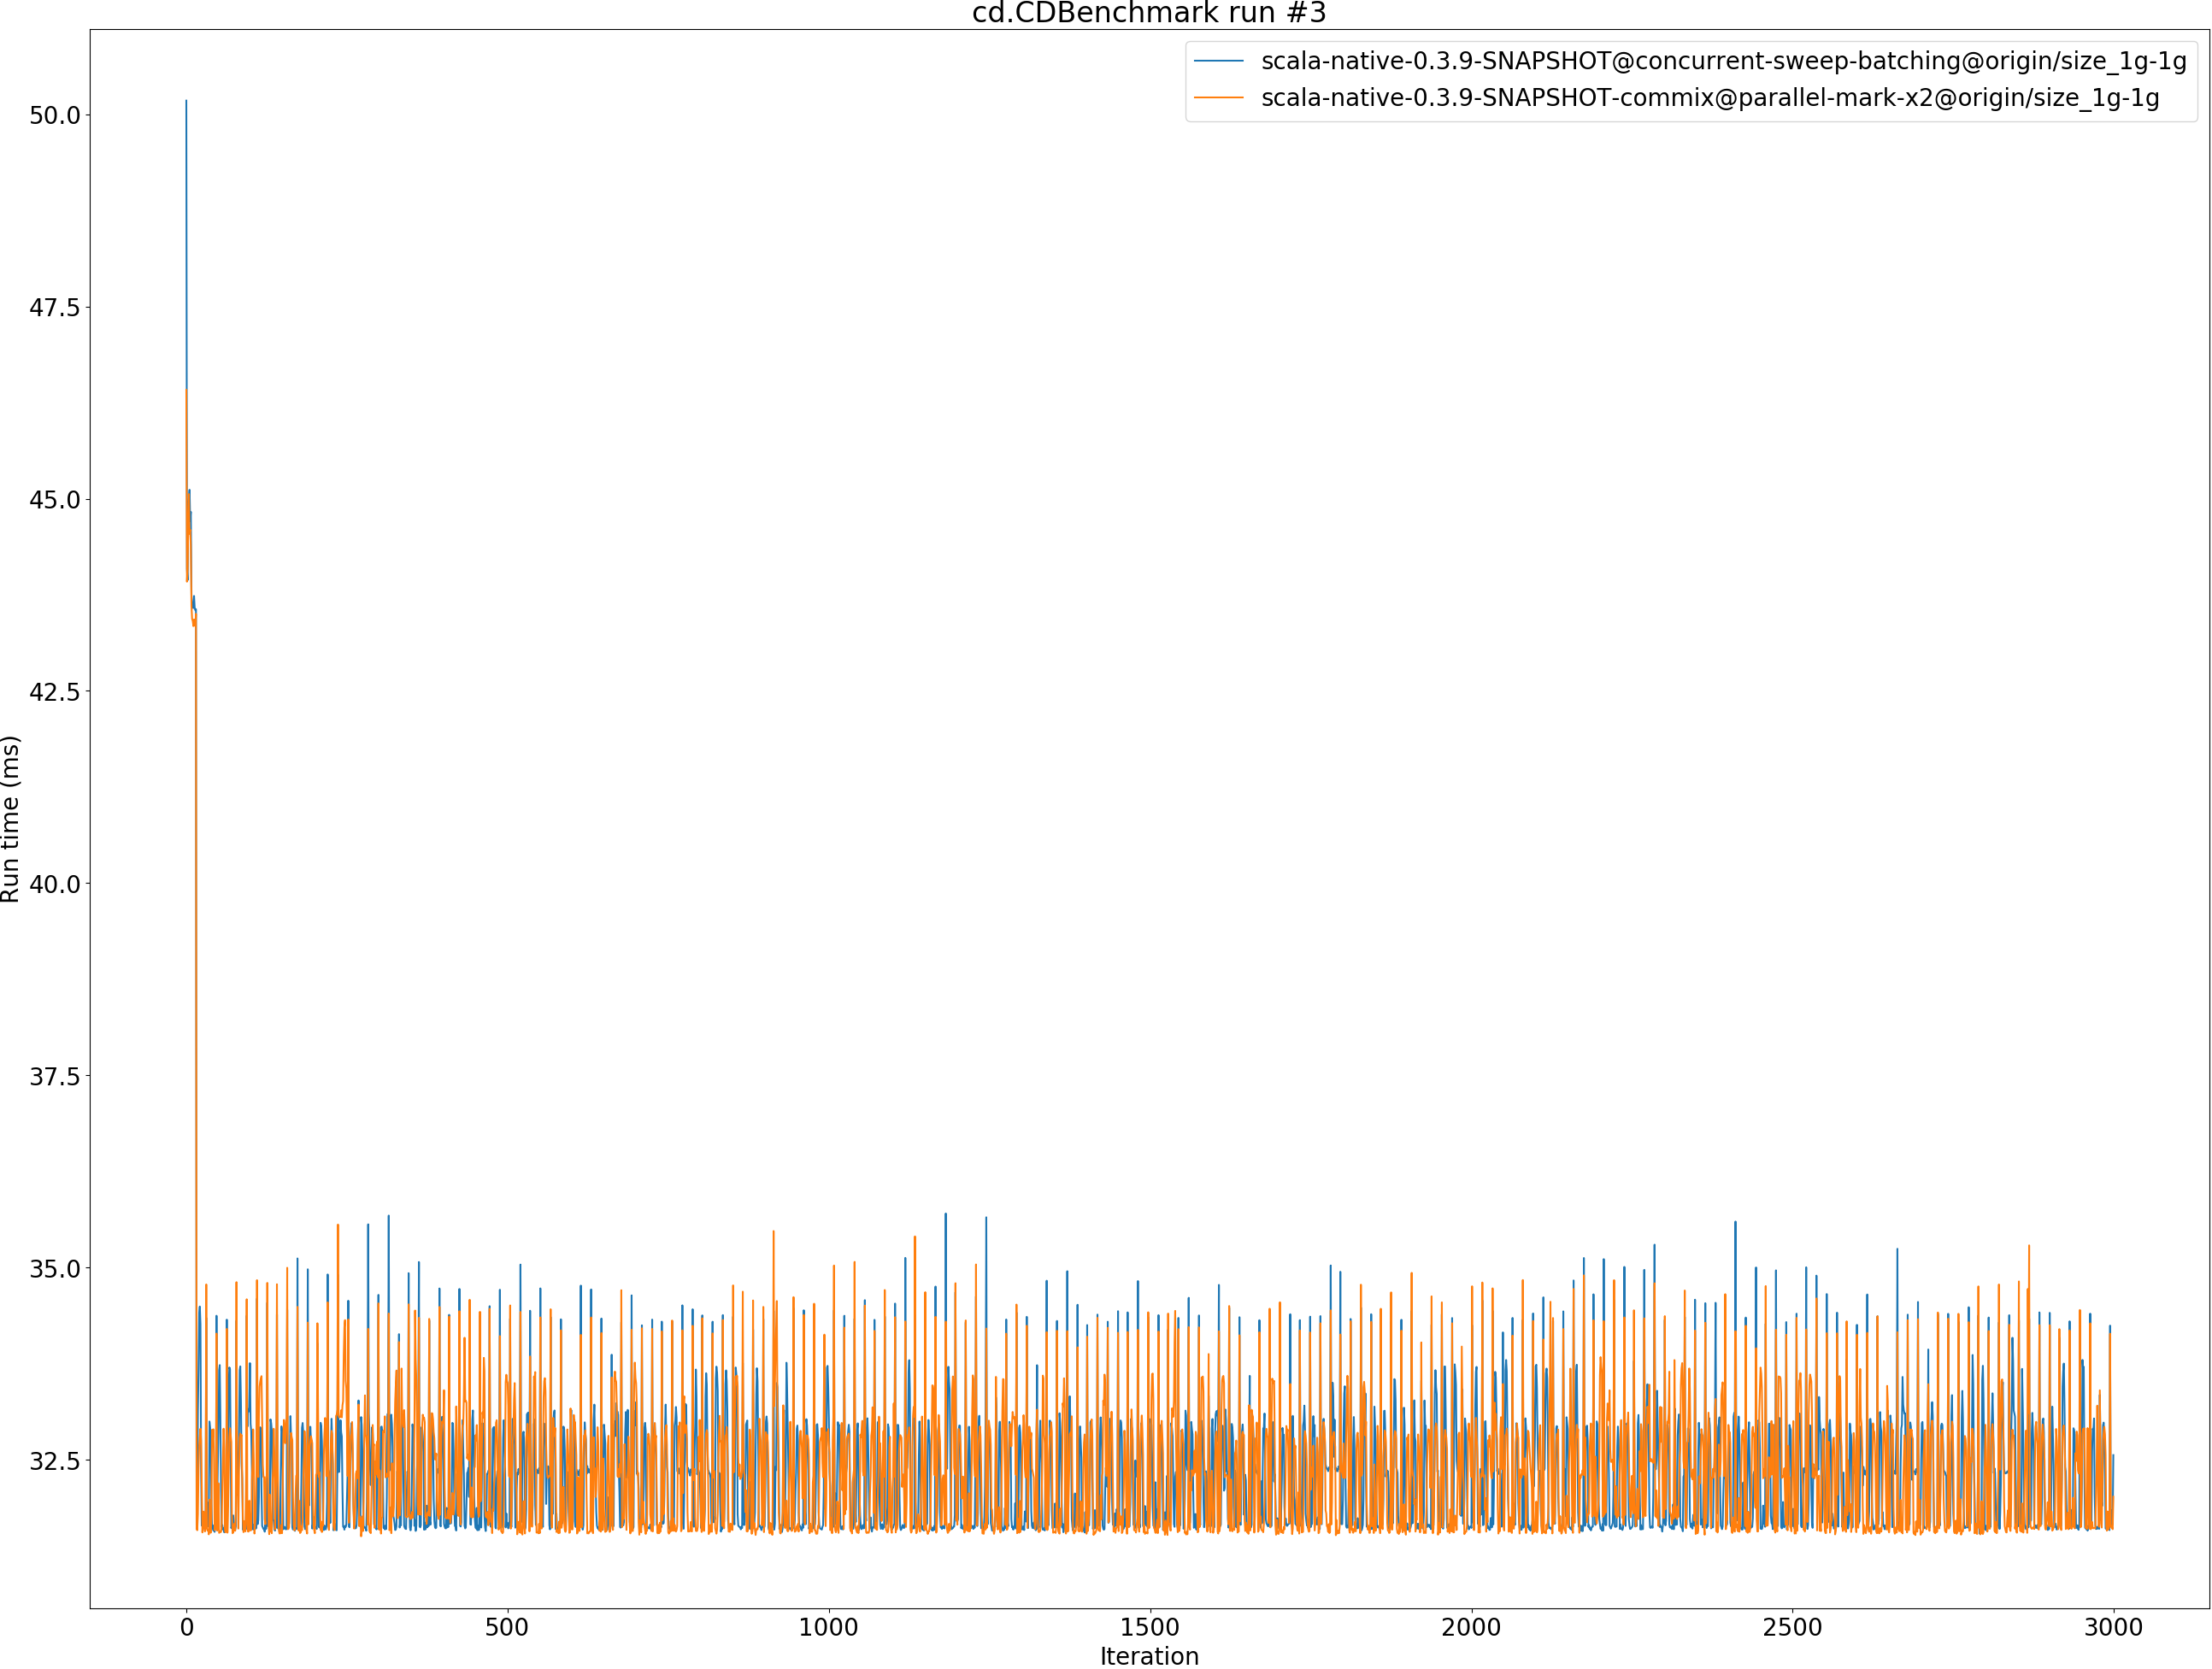 cd.CDBenchmark run #3
scala-native-0.3.9-SNAPSHOT@concurrent-sweep-batching@origin/size_1g-1g
scala-native-0.3.9-SNAPSHOT-commix@parallel-mark-x2@origin/size_1g-1g
50.0
47.5
45.0
42.5
40.0
37.5
35.0
32.5
Run time (ms)
0 500 1000 1500 2000 2500 3000
Iteration